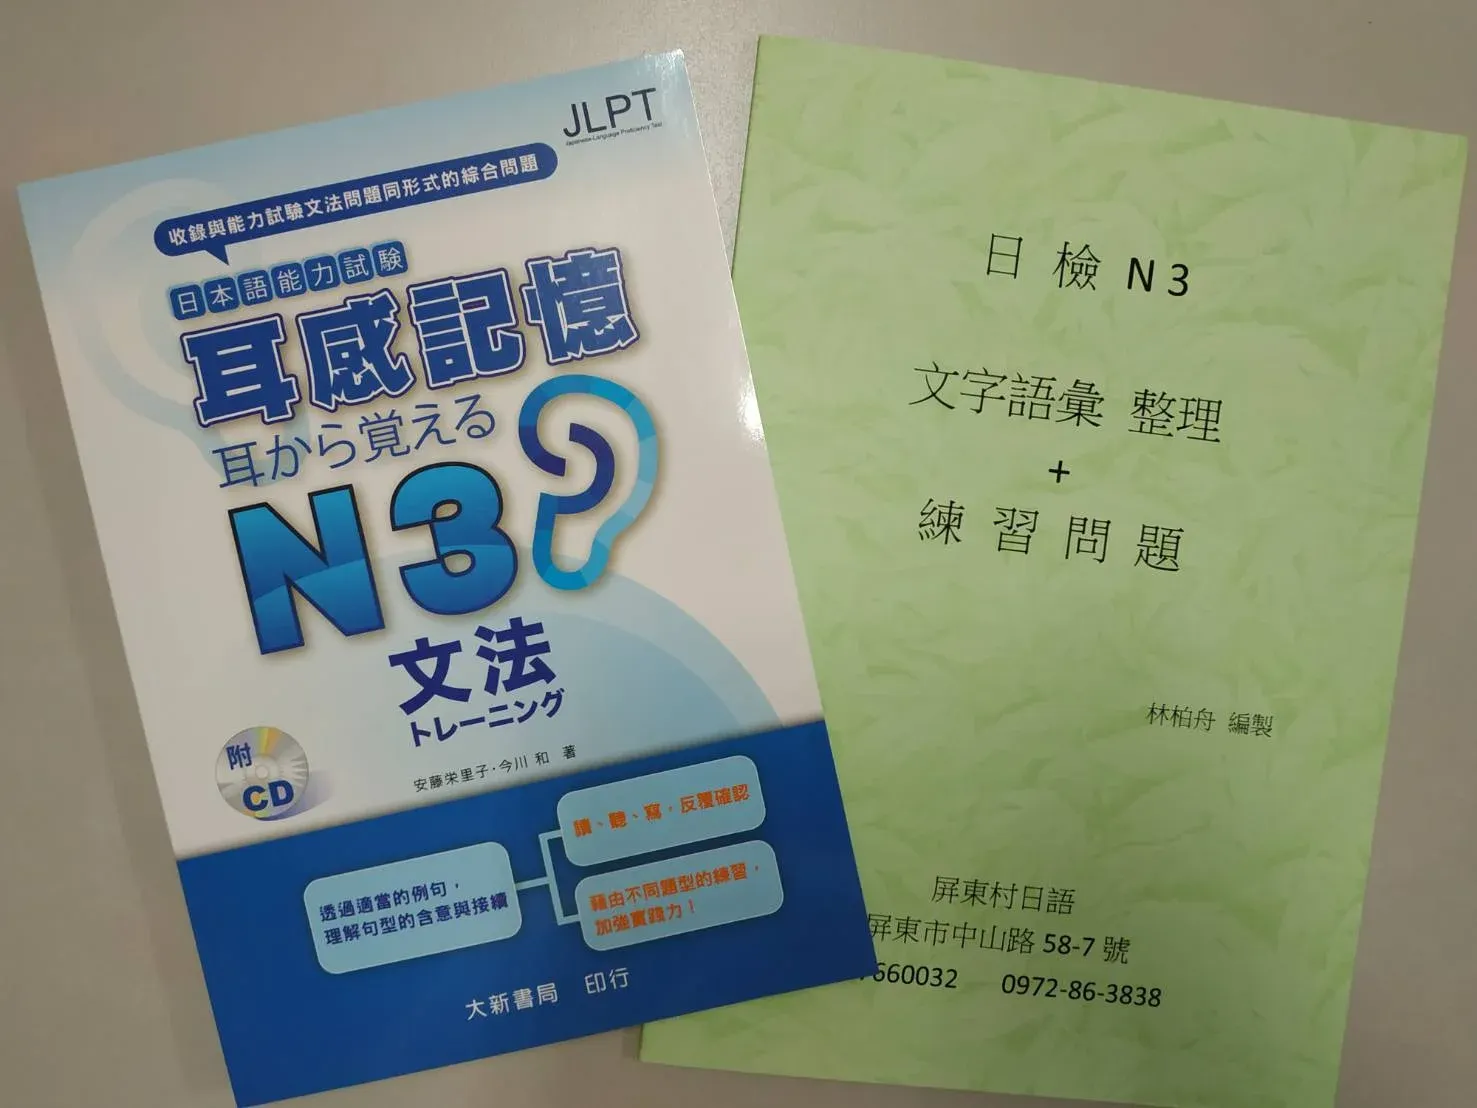 JLPT
Japanese-Language Proficiency Test
收錄與能力試驗文法問題同形式的綜合問題
日本語能力試験
耳感記憶
耳から覚える
N3
文法
トレーニング
安藤栄里子・今川 和 著
附
CD
透過適當的例句，
理解句型的含意與接續
讀、聽、寫，反覆確認
藉由不同題型的練習，
加強實踐力！
大新書局 印行
日 檢 N3
文字語彙 整理
+
練 習 問 題
林柏舟 編製
屏東村日語
屏東市中山路 58-7 號
7660032 0972-86-3838